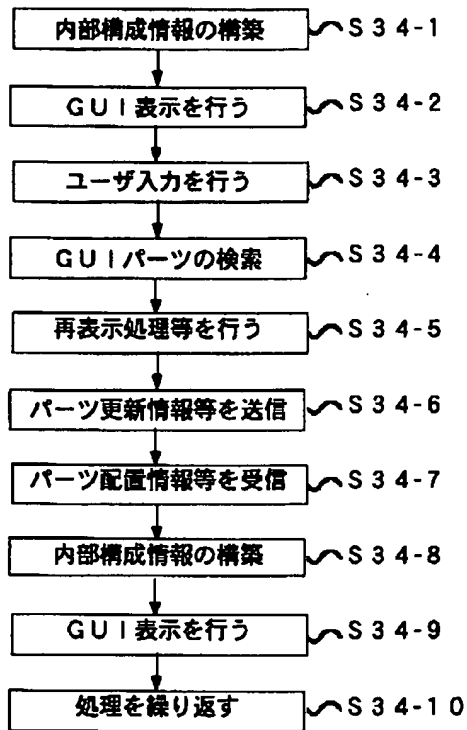 内部構成情報の構築 S34-1
GUI表示を行う S34-2
ユーザ入力を行う S34-3
GUIパーツの検索 S34-4
再表示処理等を行う S34-5
パーツ更新情報等を送信 S34-6
パーツ配置情報等を受信 S34-7
内部構成情報の構築 S34-8
GUI表示を行う S34-9
処理を繰り返す S34-10